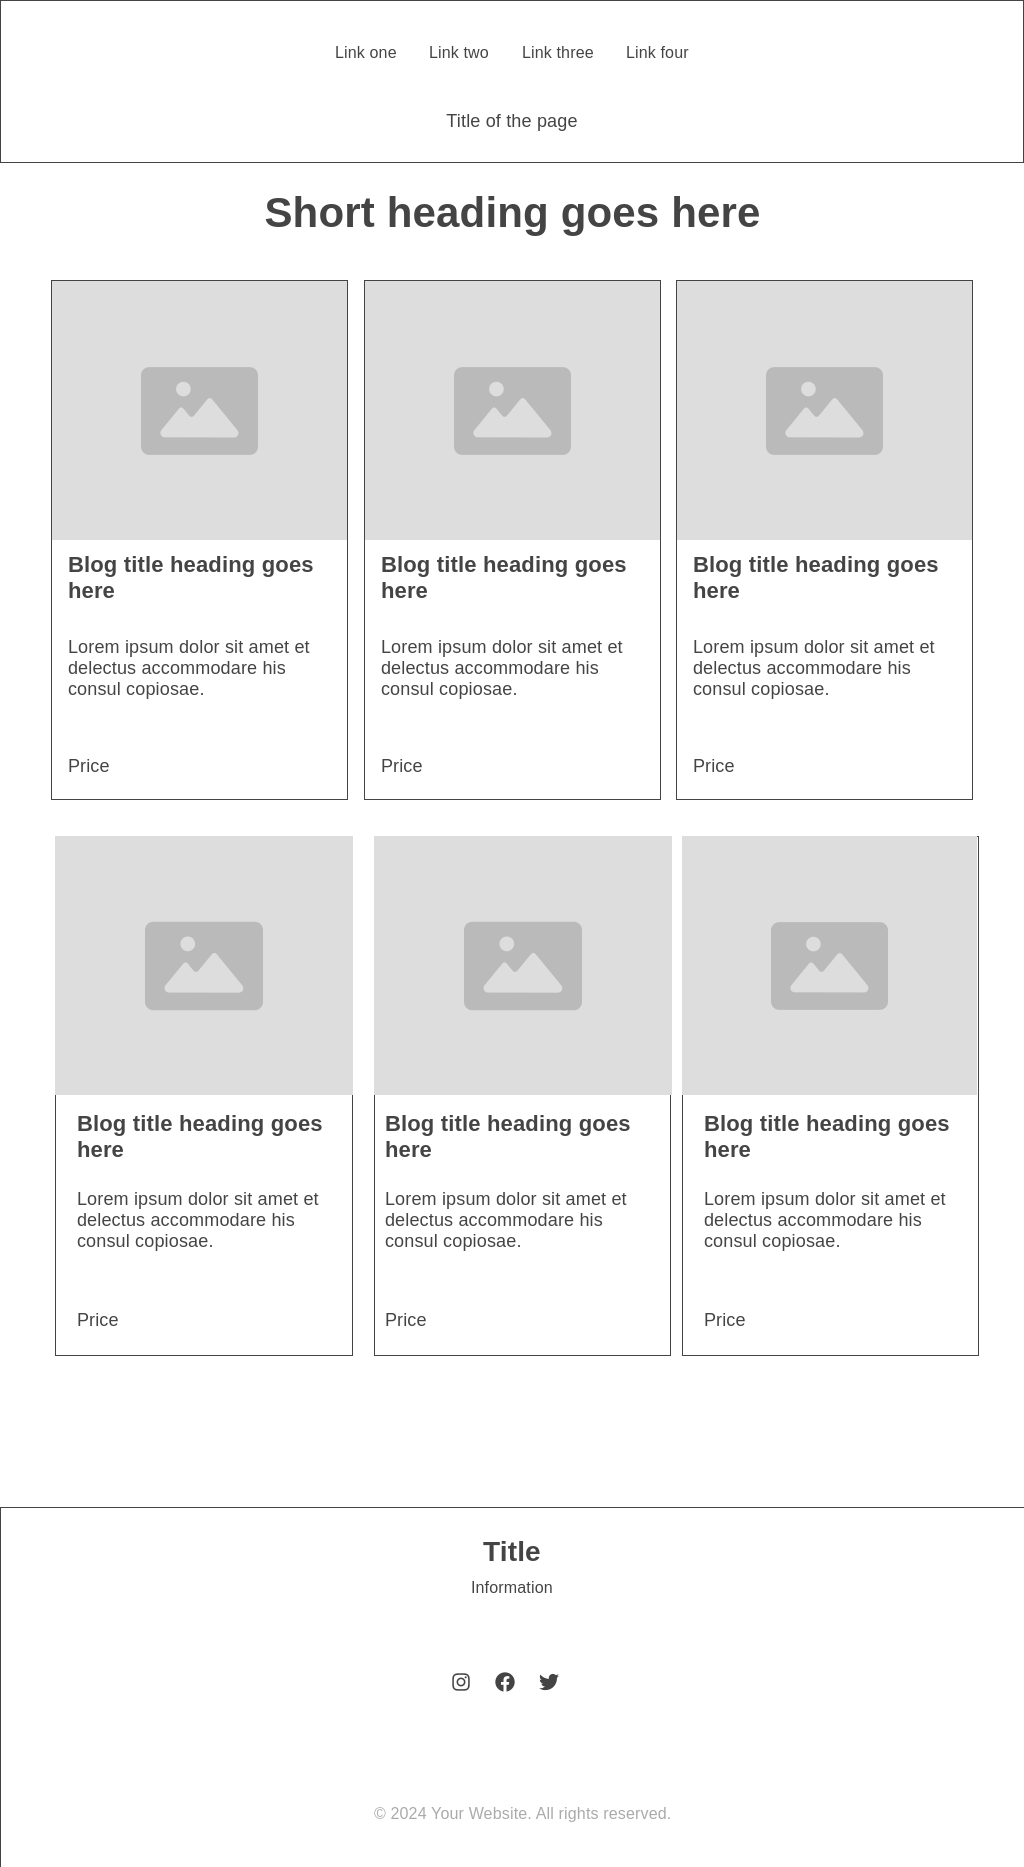 Link one Link two Link three Link four
Title of the page
Short heading goes here
Blog title heading goes
here
Lorem ipsum dolor sit amet et
delectus accommodare his
consul copiosae.
Price
Blog title heading goes
here
Lorem ipsum dolor sit amet et
delectus accommodare his
consul copiosae.
Price
Blog title heading goes
here
Lorem ipsum dolor sit amet et
delectus accommodare his
consul copiosae.
Price
Blog title heading goes
here
Lorem ipsum dolor sit amet et
delectus accommodare his
consul copiosae.
Price
Blog title heading goes
here
Lorem ipsum dolor sit amet et
delectus accommodare his
consul copiosae.
Price
Blog title heading goes
here
Lorem ipsum dolor sit amet et
delectus accommodare his
consul copiosae.
Price
Title
Information
© 2024 Your Website. All rights reserved.